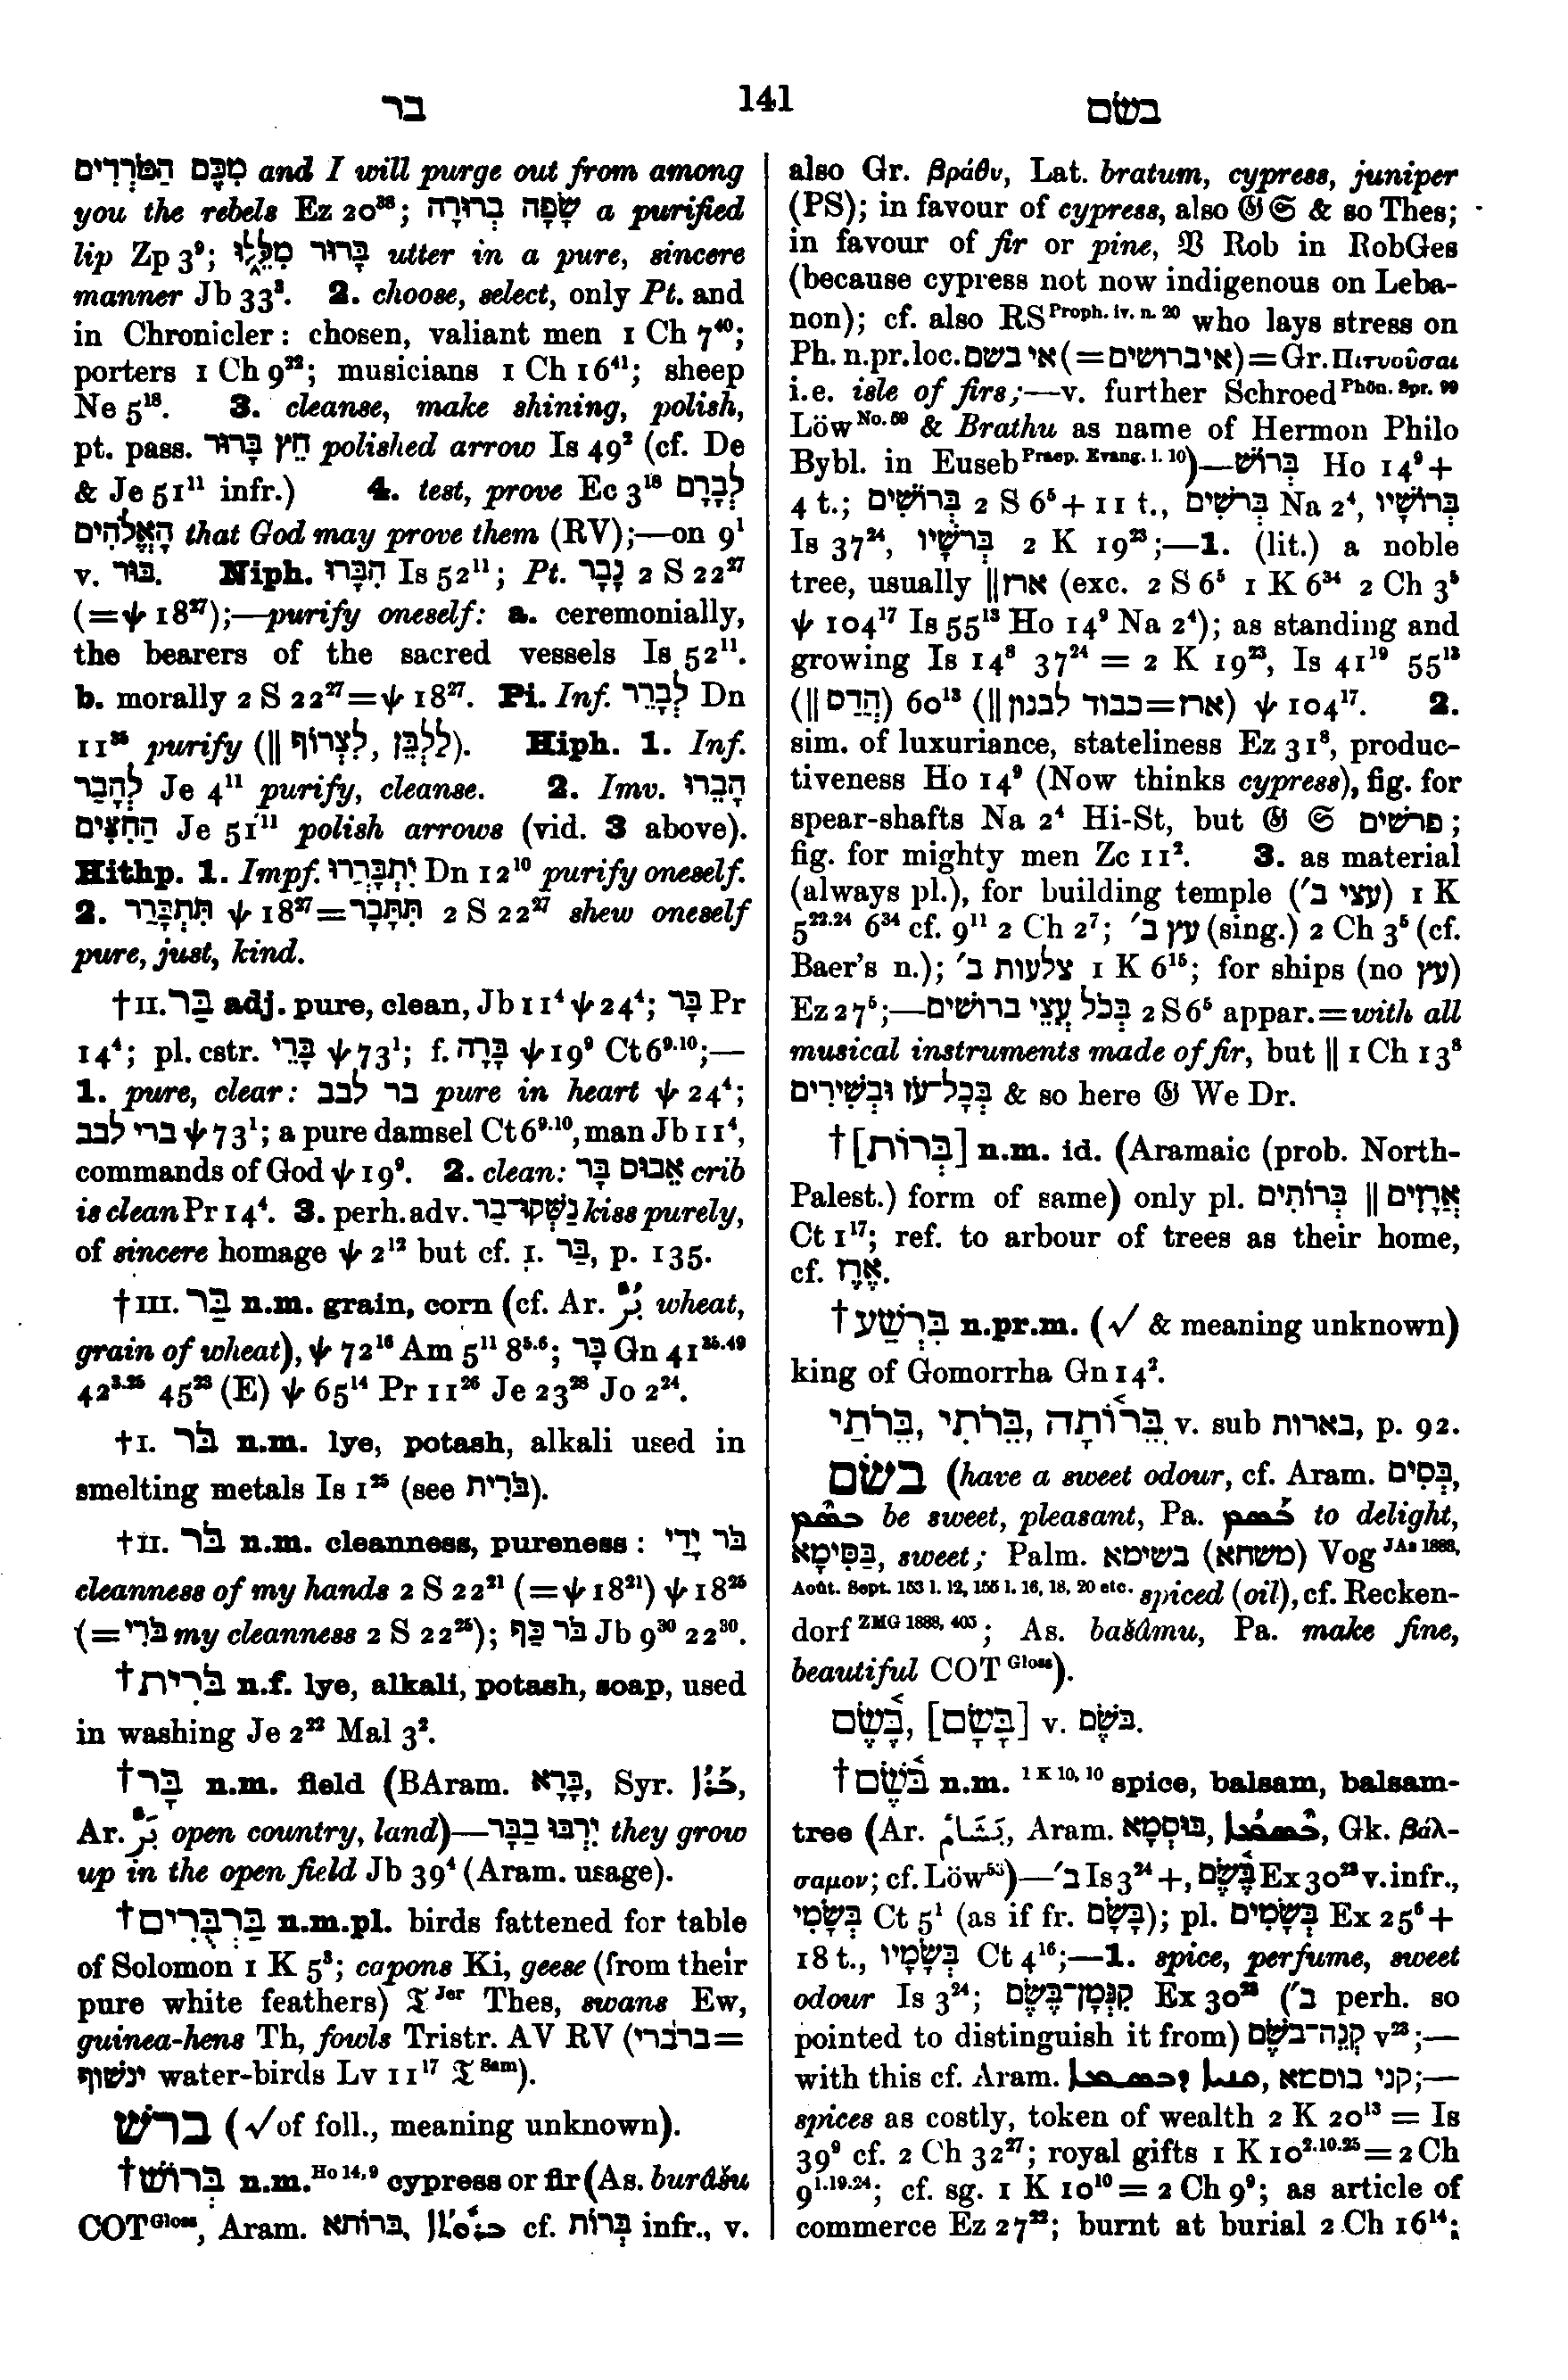 בר
141
בשׂם
מִכֶּם הַמֹּרְדִים and I will purge out from among
you the rebels Ez 20³⁸; שָׂפָה בְרוּרָה a purified
lip Zp 3⁹; בָּרוּר מִלֵּ֑לוּ utter in a pure, sincere
manner Jb 33³. 2. choose, select, only Pt. and
in Chronicler: chosen, valiant men 1 Ch 7⁴⁰;
porters 1 Ch 9²²; musicians 1 Ch 16⁴¹; sheep
Ne 5¹⁸. 3. cleanse, make shining, polish,
pt. pass. חֵץ בָּרוּר polished arrow Is 49² (cf. De
& Je 51¹¹ infr.) 4. test, prove Ec 3¹⁸ לְבָרָם
הָאֱלֹהִים that God may prove them (RV);—on 9¹
v. בּוּר. Niph. הִבָּרוּ Is 52¹¹; Pt. נָבָר 2 S 22²⁷
(=ψ 18²⁷);—purify oneself: a. ceremonially,
the bearers of the sacred vessels Is 52¹¹.
b. morally 2 S 22²⁷=ψ 18²⁷. Pi. Inf. לְבָרֵר Dn
11³⁵ purify (‖ לִצְרוֹף, לַלְבֵּן). Hiph. 1. Inf.
לְהָבַר Je 4¹¹ purify, cleanse. 2. Imv. הָבֵרוּ
הַחִצִּים Je 51¹¹ polish arrows (vid. 3 above).
Hithp. 1. Impf. יִתְבָּרֲרוּ Dn 12¹⁰ purify oneself.
2. תִּתְבָּרַר ψ 18²⁷=תִּתָּבָר 2 S 22²⁷ shew oneself
pure, just, kind.
†II. בַּר adj. pure, clean, Jb 11⁴ ψ 24⁴; בָּר Pr
14⁴; pl. cstr. בָּרֵי ψ 73¹; f. בָּרָה ψ 19⁹ Ct 6⁹·¹⁰;—
1. pure, clear: בר לבב pure in heart ψ 24⁴;
ברי לבב ψ 73¹; a pure damsel Ct 6⁹·¹⁰, man Jb 11⁴,
commands of God ψ 19⁹. 2. clean: אֵבוּס בָּר crib
is clean Pr 14⁴. 3. perh. adv. נַשְּׁקוּ־בַר kiss purely,
of sincere homage ψ 2¹² but cf. I. בַּר, p. 135.
†III. בַּר n.m. grain, corn (cf. Ar. بُرٌّ wheat,
grain of wheat), ψ 72¹⁶ Am 5¹¹ 8⁵·⁶; בָּר Gn 41³⁵·⁴⁹
42³·²⁵ 45²³ (E) ψ 65¹⁴ Pr 11²⁶ Je 23²⁸ Jo 2²⁴.
†I. בֹּר n.m. lye, potash, alkali used in
smelting metals Is 1²⁵ (see בֹּרִית).
†II. בֹּר n.m. cleanness, pureness: בֹּר יָדַי
cleanness of my hands 2 S 22²¹ (=ψ 18²¹) ψ 18²⁵
(=בֹּרִי my cleanness 2 S 22²⁵); בֹּר כַּף Jb 9³⁰ 22³⁰.
†בֹּרִית n.f. lye, alkali, potash, soap, used
in washing Je 2²² Mal 3².
†בָּר n.m. field (BAram. בָּרָא, Syr. ܒܰܪܳܐ,
Ar. بَرٌّ open country, land)—יִרְבּוּ בַבָּר they grow
up in the open field Jb 39⁴ (Aram. usage).
†בַּרְבֻּרִים n.m.pl. birds fattened for table
of Solomon 1 K 5³; capons Ki, geese (from their
pure white feathers) 𝔗ᴶᵉʳ Thes, swans Ew,
guinea-hens Th, fowls Tristr. AV RV (ברברי=
ינשוף water-birds Lv 11¹⁷ 𝔗ˢᵃᵐ).
ברשׁ (√of foll., meaning unknown).
†בְּרוֹשׁ n.m.ᴴᵒ ¹⁴,⁹ cypress or fir (As. burâšu
COTᴳˡᵒˢˢ, Aram. בְּרוֹתא, ܒܪܘܬܐ cf. בְּרוֹת infr., v.
also Gr. βράθυ, Lat. bratum, cypress, juniper
(PS); in favour of cypress, also 𝔊 𝔖 & so Thes;
in favour of fir or pine, 𝔙 Rob in RobGes
(because cypress not now indigenous on Leba-
non); cf. also RSᴾʳᵒᵖʰ· ⁱᵛ· ⁿ· ²⁰ who lays stress on
Ph. n.pr.loc. אי בשם (=איברושים)=Gr. Πιτυοῦσαι
i.e. isle of firs;—v. further Schroedᴾʰᵒ̈ⁿ· ˢᵖʳ· ⁹⁹
Löwᴺᵒ· ⁵⁹ & Brathu as name of Hermon Philo
Bybl. in Eusebᴾʳᵃᵉᵖ· ᴱᵛᵃⁿᵍ· ¹· ¹⁰)—בְּרוֹשׁ Ho 14⁹+
4 t.; בְּרוֹשִׁים 2 S 6⁵+11 t., בְּרשִׁים Na 2⁴, בְּרוֹשָׁיו
Is 37²⁴, בְּרֹשָׁיו 2 K 19²³;—1. (lit.) a noble
tree, usually ‖ארז (exc. 2 S 6⁵ 1 K 6³⁴ 2 Ch 3⁵
ψ 104¹⁷ Is 55¹³ Ho 14⁹ Na 2⁴); as standing and
growing Is 14⁸ 37²⁴ = 2 K 19²³, Is 41¹⁹ 55¹³
(‖ הֲדַס) 60¹³ (‖ ארז=כבוד לבנון) ψ 104¹⁷. 2.
sim. of luxuriance, stateliness Ez 31⁸, produc-
tiveness Ho 14⁹ (Now thinks cypress), fig. for
spear-shafts Na 2⁴ Hi-St, but 𝔊 𝔖 פרשׁים;
fig. for mighty men Zc 11². 3. as material
(always pl.), for building temple (עצי ב׳) 1 K
5²²·²⁴ 6³⁴ cf. 9¹¹ 2 Ch 2⁷; עץ ב׳ (sing.) 2 Ch 3⁵ (cf.
Baer's n.); צלעות ב׳ 1 K 6¹⁵; for ships (no עץ)
Ez 27⁵;—בְּכֹל עֲצֵי ברושים 2 S 6⁵ appar.=with all
musical instruments made of fir, but ‖ 1 Ch 13⁸
בְּכָל־עֹז וּבְשִׁירִים & so here 𝔊 We Dr.
†[בְּרוֹת] n.m. id. (Aramaic (prob. North-
Palest.) form of same) only pl. בְּרוֹתִים ‖ אֲרָזִים
Ct 1¹⁷; ref. to arbour of trees as their home,
cf. אֶרֶז.
†בִּרְשַׁע n.pr.m. (√ & meaning unknown)
king of Gomorrha Gn 14².
בֵּרֹתַי, בֵּרֹתִי, בֵּר֫וֹתָה v. sub בארות, p. 92.
בשׂם (have a sweet odour, cf. Aram. בְּסִים,
ܒܣܡ be sweet, pleasant, Pa. ܒܰܣܶܡ to delight,
בַּסִּימָא, sweet; Palm. בשימא (משחא) Vogᴶᴬˢ ¹⁸⁸³,
Août. Sept. 153 l. 12, 155 l. 16, 18, 20 etc. spiced (oil), cf. Recken-
dorf ᶻᴹᴳ ¹⁸⁸⁸, ⁴⁰³; As. bašâmu, Pa. make fine,
beautiful COTᴳˡᵒˢˢ).
בָּ֫שֶׂם, [בָּשָׂם] v. בֹּשֶׂם.
†בֹּ֫שֶׂם n.m. ¹ ᴷ ¹⁰, ¹⁰ spice, balsam, balsam-
tree (Ar. بَشَامٌ, Aram. בּוּסְמָא, ܒܣܡܐ, Gk. βάλ-
σαμον; cf. Löw⁵³)—ב׳ Is 3²⁴+, בֶּ֫שֶׂם Ex 30²³ v. infr.,
בְּשָׂמִי Ct 5¹ (as if fr. בָּשָׂם); pl. בְּשָׂמִים Ex 25⁶+
18 t., בְּשָׂמָיו Ct 4¹⁶;—1. spice, perfume, sweet
odour Is 3²⁴; קִנְּמָן־בֶּשֶׂם Ex 30²³ (ב׳ perh. so
pointed to distinguish it from) קְנֵה־בֹשֶׂם v²³;—
with this cf. Aram. ܩܢܝܐ ܕܒܣܡܐ, קני בוסמא;—
spices as costly, token of wealth 2 K 20¹³ = Is
39² cf. 2 Ch 32²⁷; royal gifts 1 K 10²·¹⁰·²⁵=2 Ch
9¹·¹⁹·²⁴; cf. sg. 1 K 10¹⁰= 2 Ch 9⁹; as article of
commerce Ez 27²²; burnt at burial 2 Ch 16¹⁴;